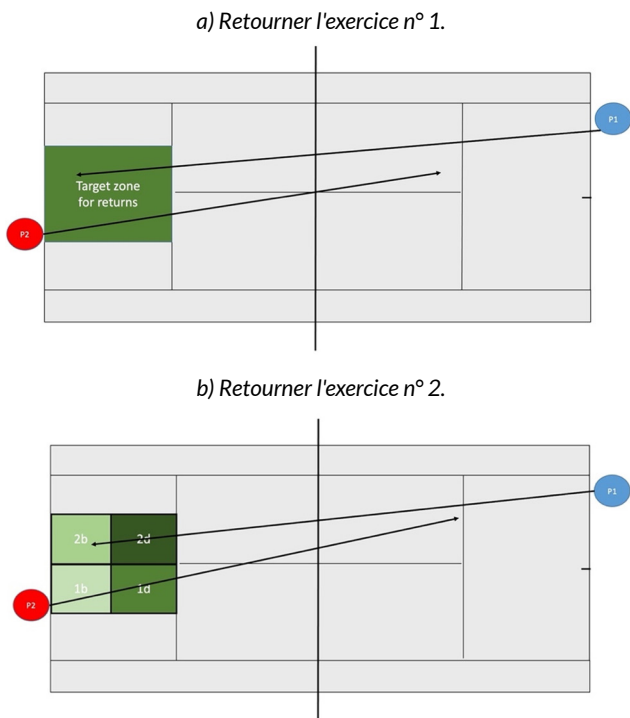 a) Retourner l'exercice n° 1.
P1
Target zone
for returns
P2
b) Retourner l'exercice n° 2.
P1
2b
2d
1b
1d
P2